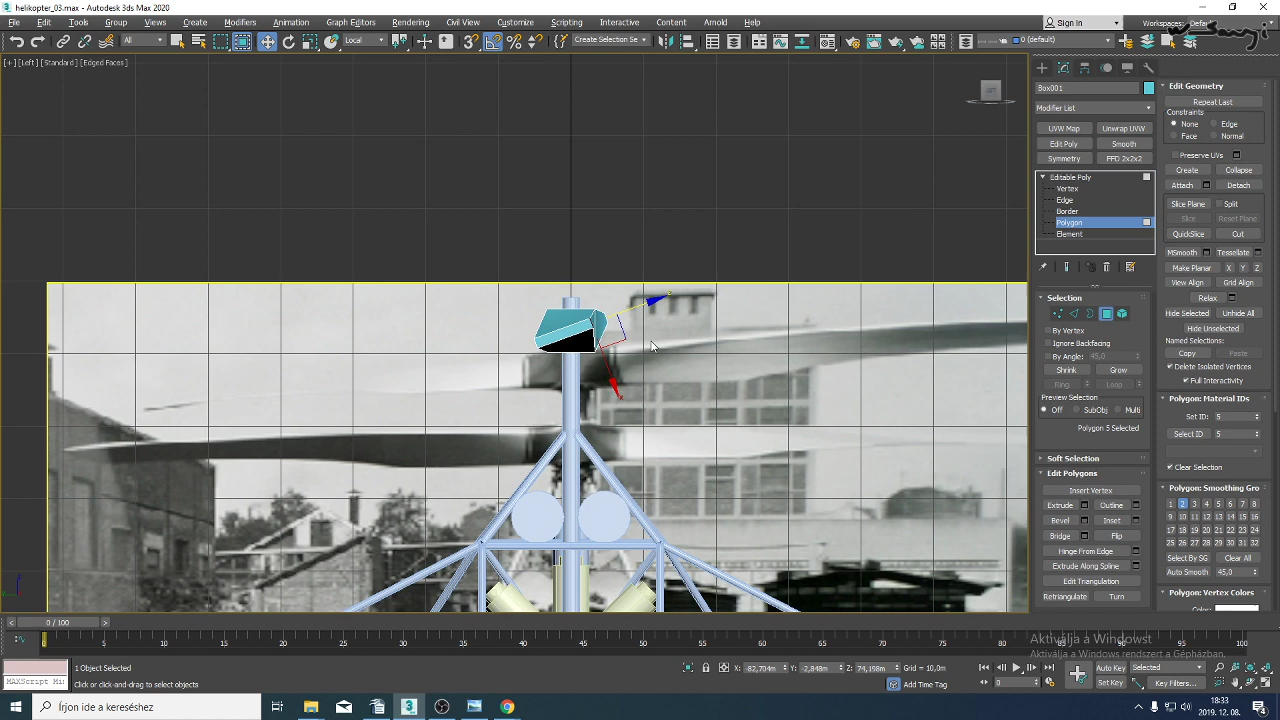 helikopter_03.max - Autodesk 3ds Max 2020
File Edit Tools Group Views Create Modifiers Animation Graph Editors Rendering Civil View Customize Scripting Interactive Content Arnold Help
Sign In Workspaces:
All Local Create Selection Se 0 (default)
[+] [Left] [Standard] [Edged Faces]
Box001
Modifier List
UVW Map Unwrap UVW
Edit Poly Smooth
Symmetry FFD 2x2x2
Editable Poly
Vertex
Edge
Border
Polygon
Element
Selection
By Vertex
Ignore Backfacing
By Angle: 45,0
Shrink Grow
Ring Loop
Preview Selection
Off SubObj Multi
Polygon 5 Selected
Soft Selection
Edit Polygons
Insert Vertex
Extrude Outline
Bevel Inset
Bridge Flip
Hinge From Edge
Extrude Along Spline
Edit Triangulation
Retriangulate Turn
Edit Geometry
Repeat Last
Constraints
None Edge
Face Normal
Preserve UVs
Create Collapse
Attach Detach
Slice Plane Split
Slice Reset Plane
QuickSlice Cut
MSmooth Tessellate
Make Planar X Y Z
View Align Grid Align
Relax
Hide Selected Unhide All
Hide Unselected
Named Selections:
Copy Paste
Delete Isolated Vertices
Full Interactivity
Polygon: Material IDs
Set ID: 5
Select ID 5
Clear Selection
Polygon: Smoothing Gro
1 2 3 4 5 6 7 8
9 10 11 12 13 14 15 16
17 18 19 20 21 22 23 24
25 26 27 28 29 30 31 32
Select By SG Clear All
Auto Smooth 45,0
Polygon: Vertex Colors
Color:
0 / 100
0 5 10 15 20 25 30 35 40 45 50 55 60 65 70 75 80 85 90 95 100
Aktiválja a Windowst
Aktiválja a Windows rendszert a Gépházban.
1 Object Selected
MAXScript Mi
Click or click-and-drag to select objects
X: -82,704m Y: -2,848m Z: 74,198m Grid = 10,0m
Add Time Tag
0
Auto Key Selected
Set Key Key Filters...
Írjon ide a kereséshez
18:33
2019. 12. 08.